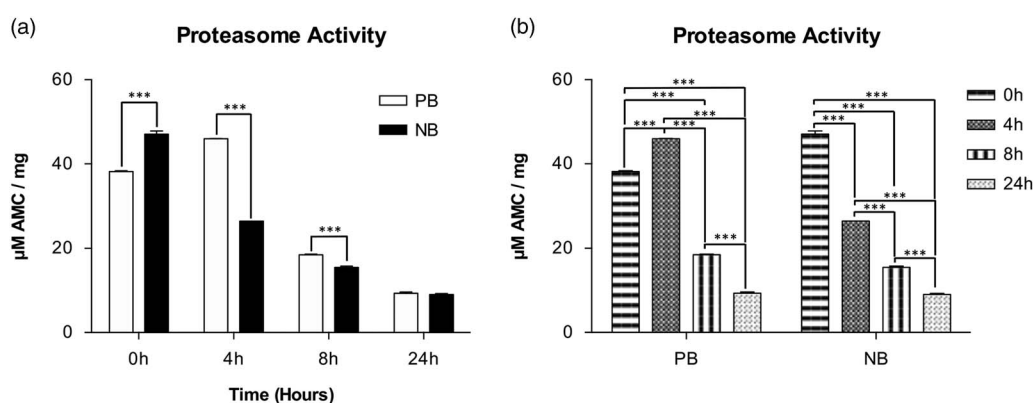 (a)
Proteasome Activity
µM AMC / mg
60
40
20
0
***
***
***
PB
NB
0h
4h
8h
24h
Time (Hours)
(b)
Proteasome Activity
µM AMC / mg
60
40
20
0
***
***
***
***
***
***
***
***
***
***
***
***
0h
4h
8h
24h
PB
NB